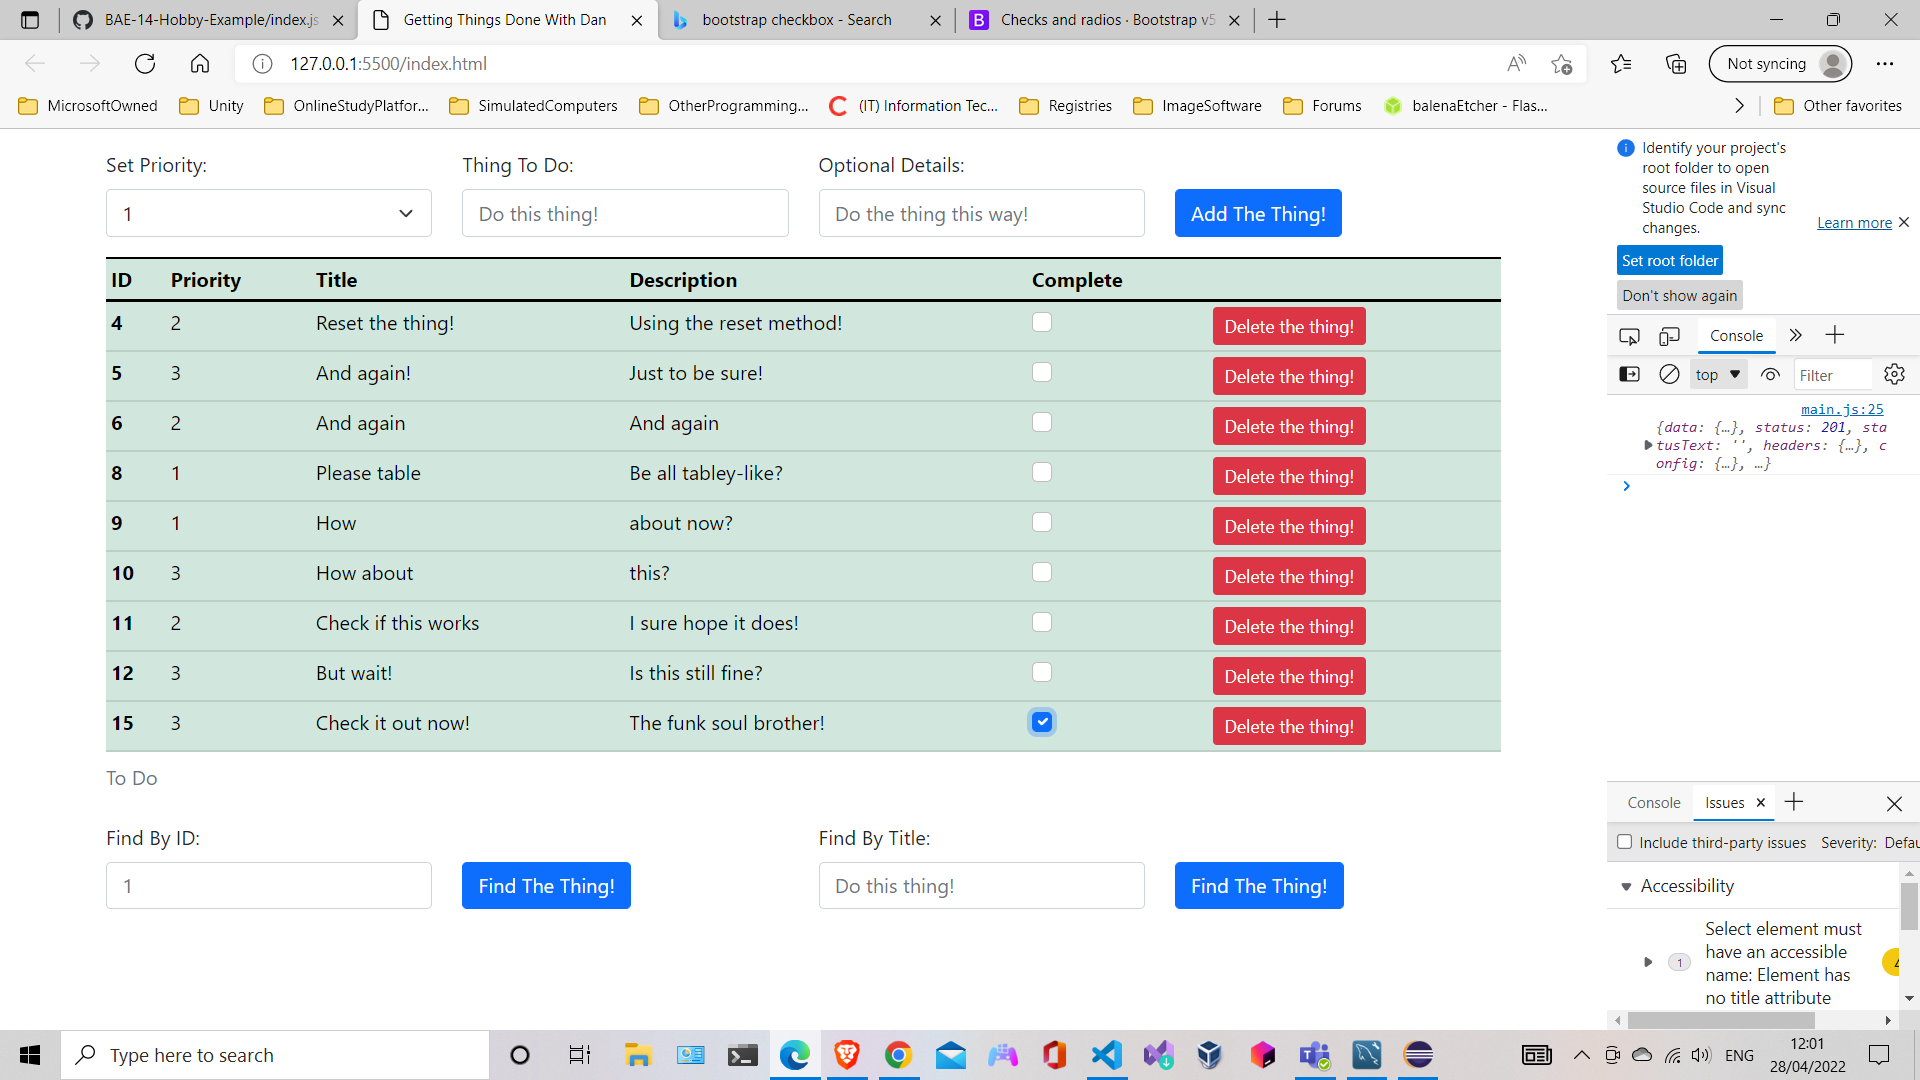 BAE-14-Hobby-Example/index.js
Getting Things Done With Dan
bootstrap checkbox - Search
Checks and radios · Bootstrap v5
127.0.0.1:5500/index.html
Not syncing
MicrosoftOwned
Unity
OnlineStudyPlatfor...
SimulatedComputers
OtherProgramming...
(IT) Information Tec...
Registries
ImageSoftware
Forums
balenaEtcher - Flas...
Other favorites
Set Priority:
Thing To Do:
Optional Details:
1
Do this thing!
Do the thing this way!
Add The Thing!
ID Priority Title Description Complete
4 2 Reset the thing! Using the reset method! Delete the thing!
5 3 And again! Just to be sure! Delete the thing!
6 2 And again And again Delete the thing!
8 1 Please table Be all tabley-like? Delete the thing!
9 1 How about now? Delete the thing!
10 3 How about this? Delete the thing!
11 2 Check if this works I sure hope it does! Delete the thing!
12 3 But wait! Is this still fine? Delete the thing!
15 3 Check it out now! The funk soul brother! Delete the thing!
To Do
Find By ID:
Find By Title:
1
Find The Thing!
Do this thing!
Find The Thing!
Identify your project's
root folder to open
source files in Visual
Studio Code and sync
changes.
Learn more
Set root folder
Don't show again
Console
top
Filter
main.js:25
{data: {…}, status: 201, sta
tusText: '', headers: {…}, c
onfig: {…}, …}
Console
Issues
Include third-party issues
Severity: Defau
Accessibility
1
Select element must
have an accessible
name: Element has
no title attribute
Type here to search
ENG
12:01
28/04/2022